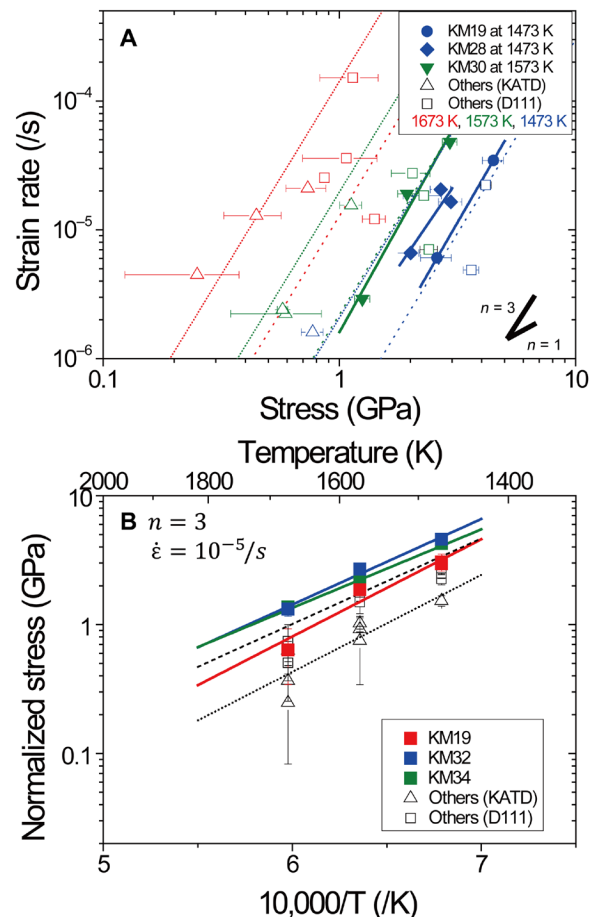 A
KM19 at 1473 K
KM28 at 1473 K
KM30 at 1573 K
Others (KATD)
Others (D111)
1673 K, 1573 K, 1473 K
10⁻⁴
10⁻⁵
10⁻⁶
Strain rate (/s)
n = 3
n = 1
0.1 1 10
Stress (GPa)
Temperature (K)
2000 1800 1600 1400
B
n = 3
ε̇ = 10⁻⁵/s
10
1
0.1
Normalized stress (GPa)
KM19
KM32
KM34
Others (KATD)
Others (D111)
5 6 7
10,000/T (/K)